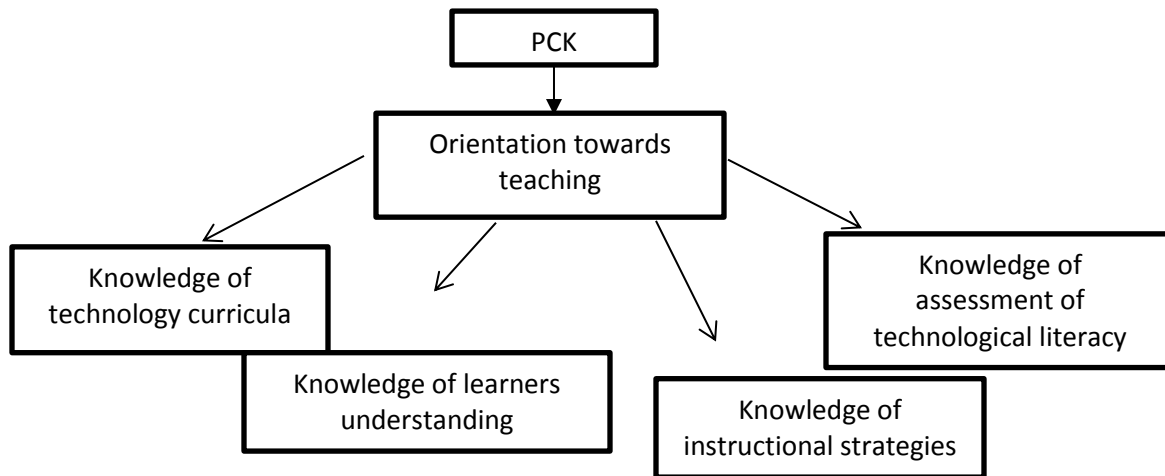 PCK
Orientation towards
teaching
Knowledge of
technology curricula
Knowledge of learners
understanding
Knowledge of
instructional strategies
Knowledge of
assessment of
technological literacy